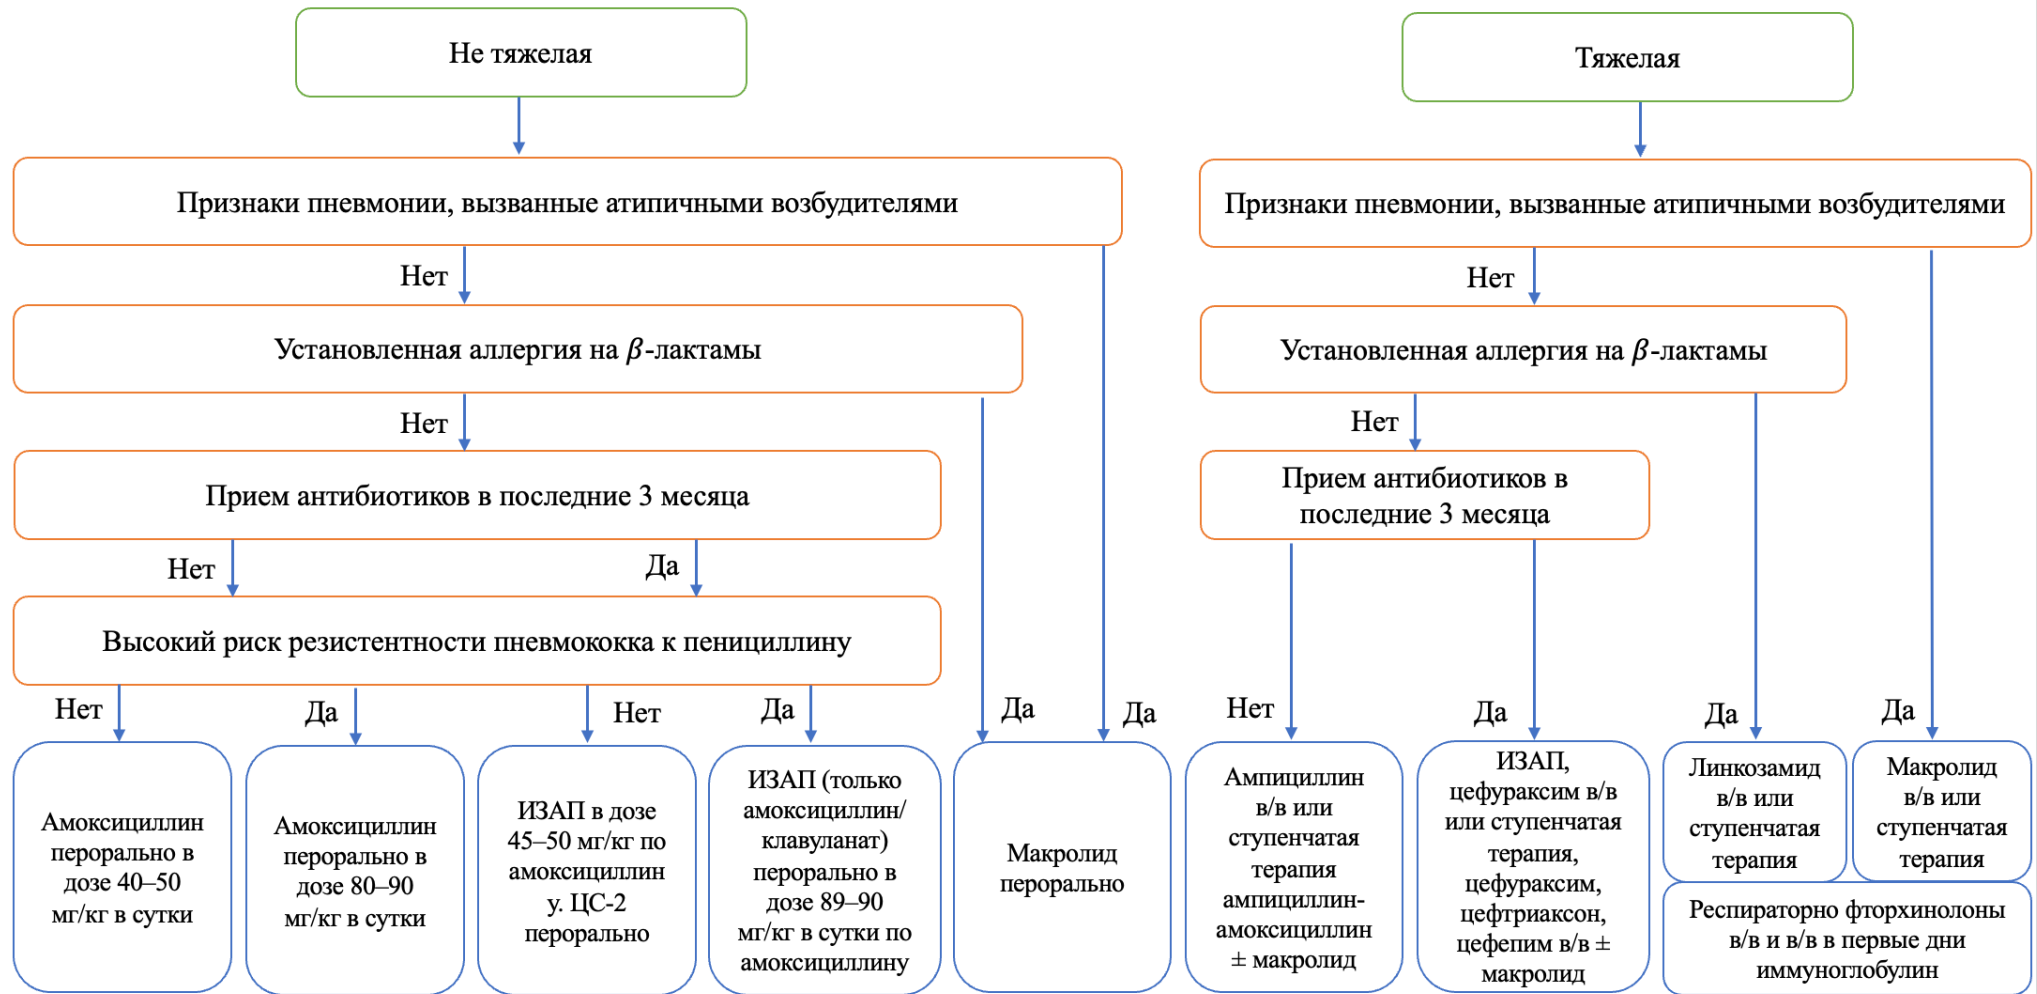 Не тяжелая
Тяжелая
Признаки пневмонии, вызванные атипичными возбудителями
Признаки пневмонии, вызванные атипичными возбудителями
Нет
Нет
Установленная аллергия на β-лактамы
Установленная аллергия на β-лактамы
Нет
Нет
Прием антибиотиков в последние 3 месяца
Прием антибиотиков в
последние 3 месяца
Нет
Да
Высокий риск резистентности пневмококка к пенициллину
Нет
Да
Нет
Да
Да
Да
Нет
Да
Да
Да
Амоксициллин
перорально в
дозе 40–50
мг/кг в сутки
Амоксициллин
перорально в
дозе 80–90
мг/кг в сутки
ИЗАП в дозе
45–50 мг/кг по
амоксициллин
у. ЦС-2
перорально
ИЗАП (только
амоксициллин/
клавуланат)
перорально в
дозе 89–90
мг/кг в сутки по
амоксициллину
Макролид
перорально
Ампициллин
в/в или
ступенчатая
терапия
ампициллин-
амоксициллин
± макролид
ИЗАП,
цефураксим в/в
или ступенчатая
терапия,
цефураксим,
цефтриаксон,
цефепим в/в ±
макролид
Линкозамид
в/в или
ступенчатая
терапия
Макролид
в/в или
ступенчатая
терапия
Респираторно фторхинолоны
в/в и в/в в первые дни
иммуноглобулин